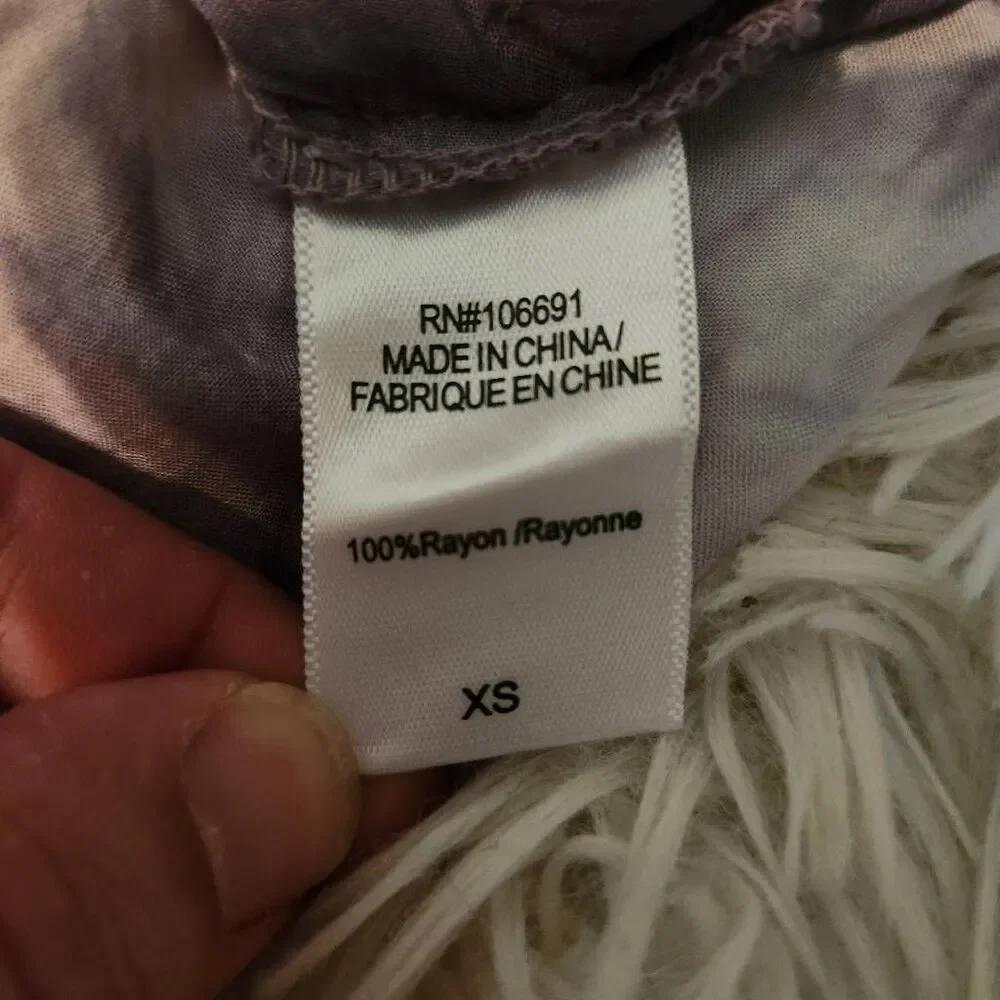 RN#106691
MADE IN CHINA/
FABRIQUE EN CHINE
100%Rayon /Rayonne
XS